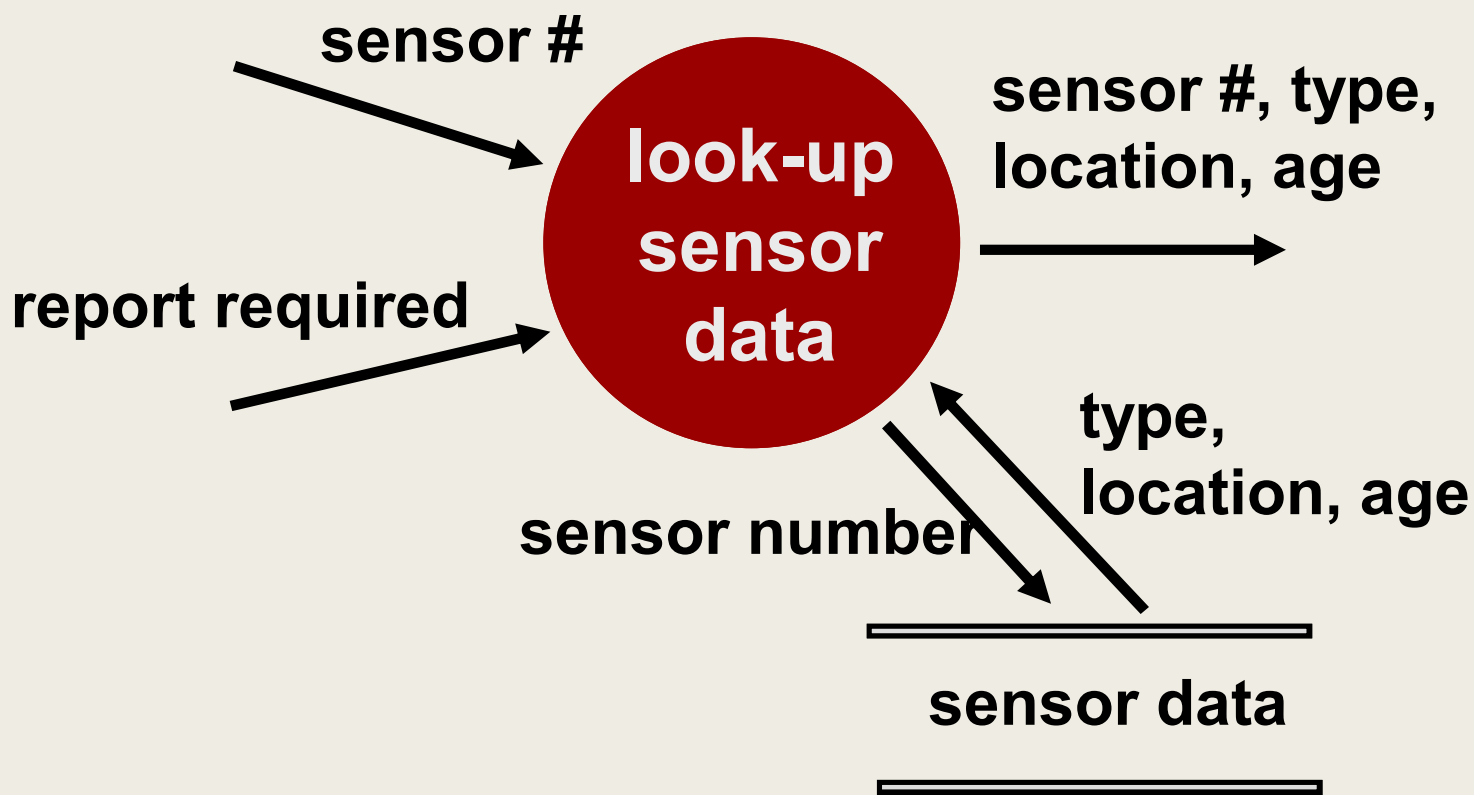 sensor #
sensor #, type,
location, age
look-up
sensor
data
report required
type,
location, age
sensor number
sensor data